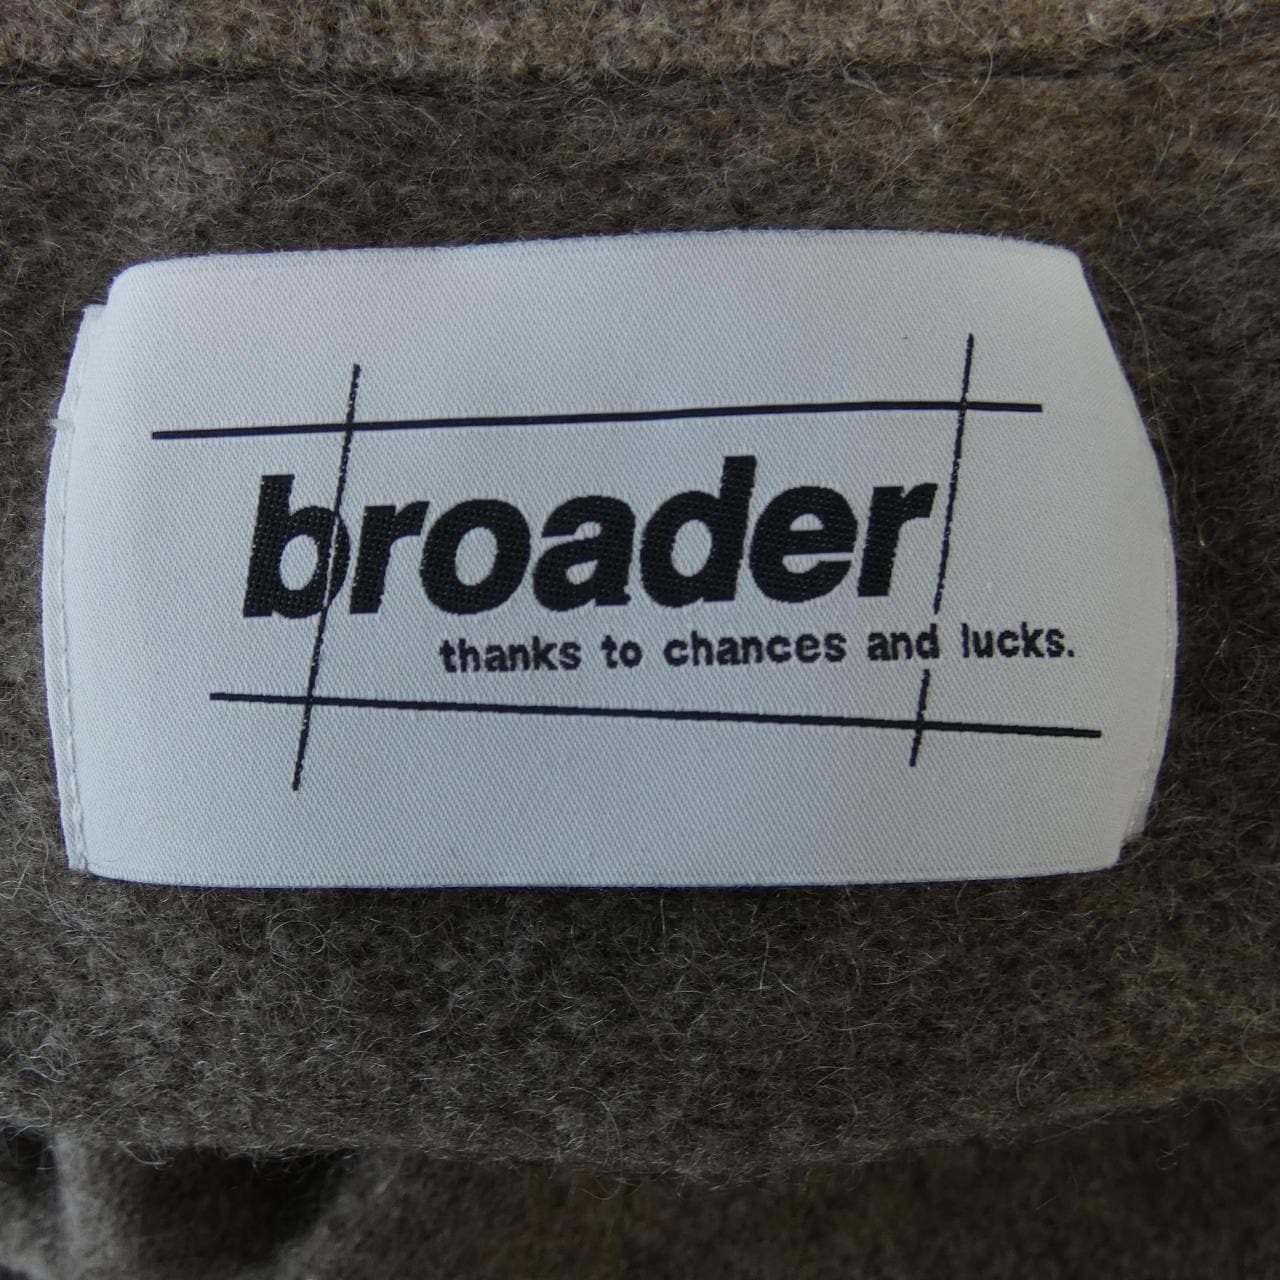 broader
thanks to chances and lucks.